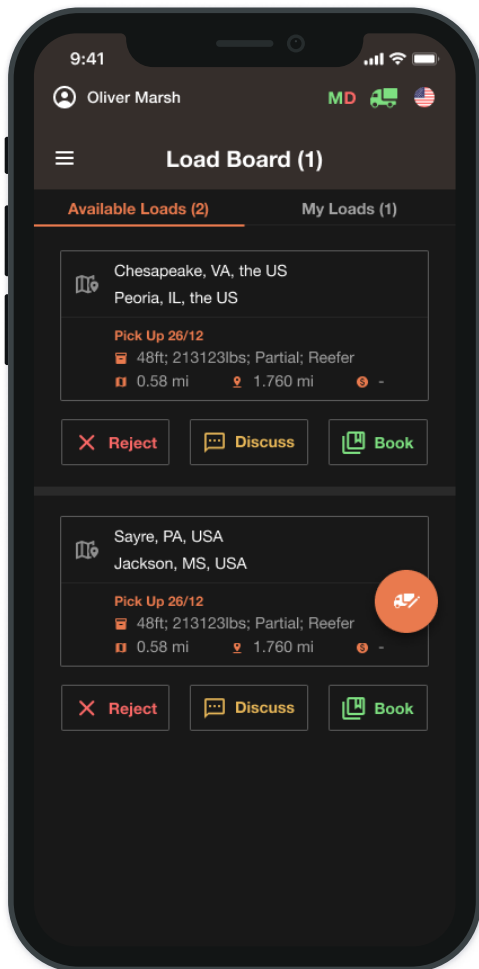 9:41
Oliver Marsh MD
Load Board (1)
Available Loads (2) My Loads (1)
Chesapeake, VA, the US
Peoria, IL, the US
Pick Up 26/12
48ft; 213123lbs; Partial; Reefer
0.58 mi 1.760 mi -
Reject Discuss Book
Sayre, PA, USA
Jackson, MS, USA
Pick Up 26/12
48ft; 213123lbs; Partial; Reefer
0.58 mi 1.760 mi -
Reject Discuss Book